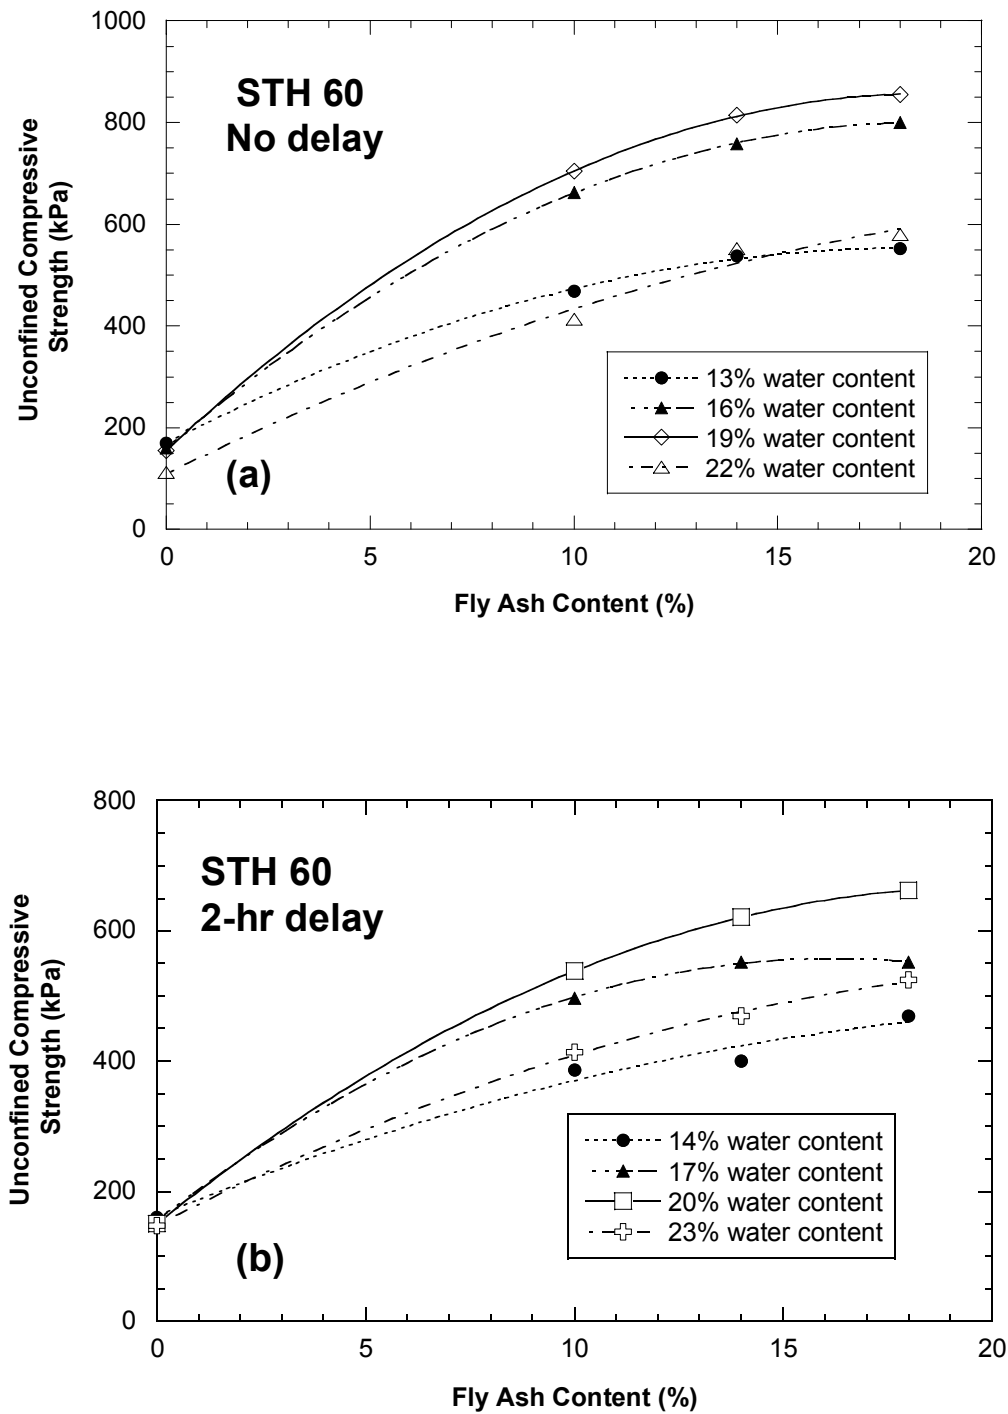 1000
800
600
400
200
0
Unconfined Compressive
Strength (kPa)
STH 60
No delay
(a)
13% water content
16% water content
19% water content
22% water content
0 5 10 15 20
Fly Ash Content (%)
800
600
400
200
0
Unconfined Compressive
Strength (kPa)
STH 60
2-hr delay
(b)
14% water content
17% water content
20% water content
23% water content
0 5 10 15 20
Fly Ash Content (%)